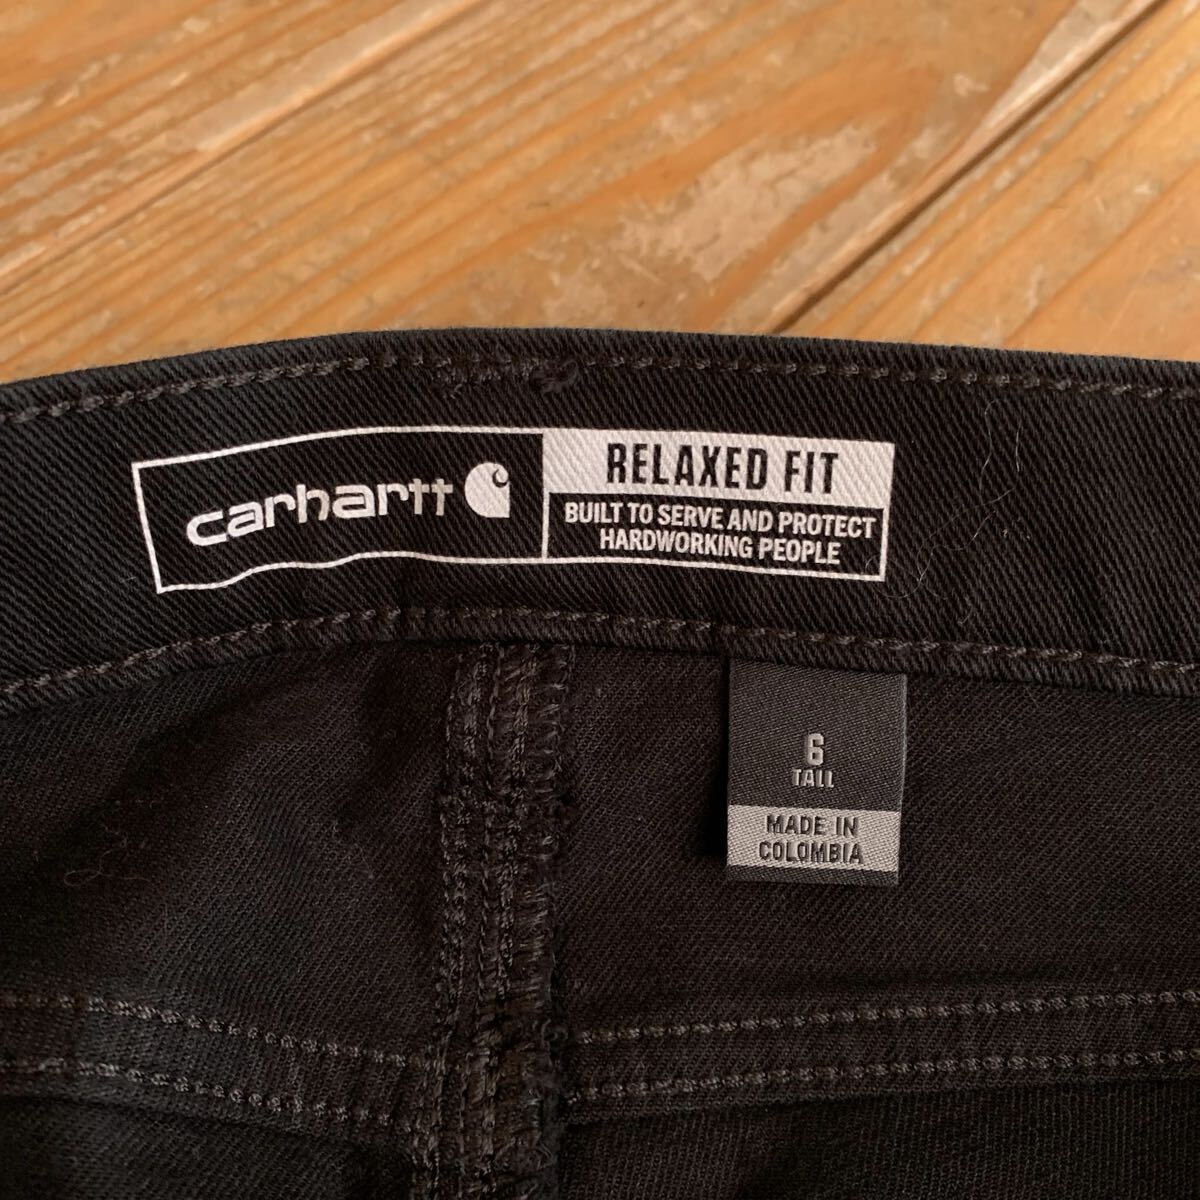 carhartt
RELAXED FIT
BUILT TO SERVE AND PROTECT
HARDWORKING PEOPLE
6
TALL
MADE IN
COLOMBIA